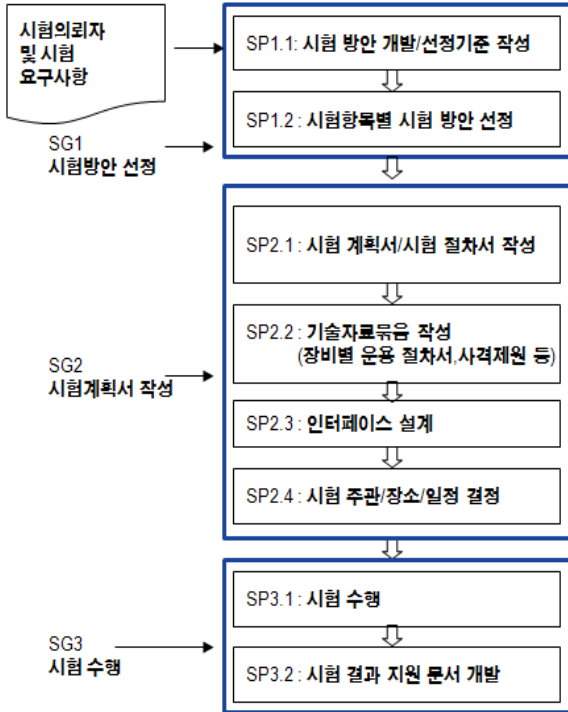 시험의뢰자
및 시험
요구사항
SP1.1: 시험 방안 개발/선정기준 작성
SP1.2 : 시험항목별 시험 방안 선정
SG1
시험방안 선정
SP2.1 : 시험 계획서/시험 절차서 작성
SP2.2 : 기술자료묶음 작성
(장비별 운용 절차서,사격제원 등)
SG2
시험계획서 작성
SP2.3 : 인터페이스 설계
SP2.4 : 시험 주관/장소/일정 결정
SP3.1 : 시험 수행
SG3
시험 수행
SP3.2 : 시험 결과 지원 문서 개발